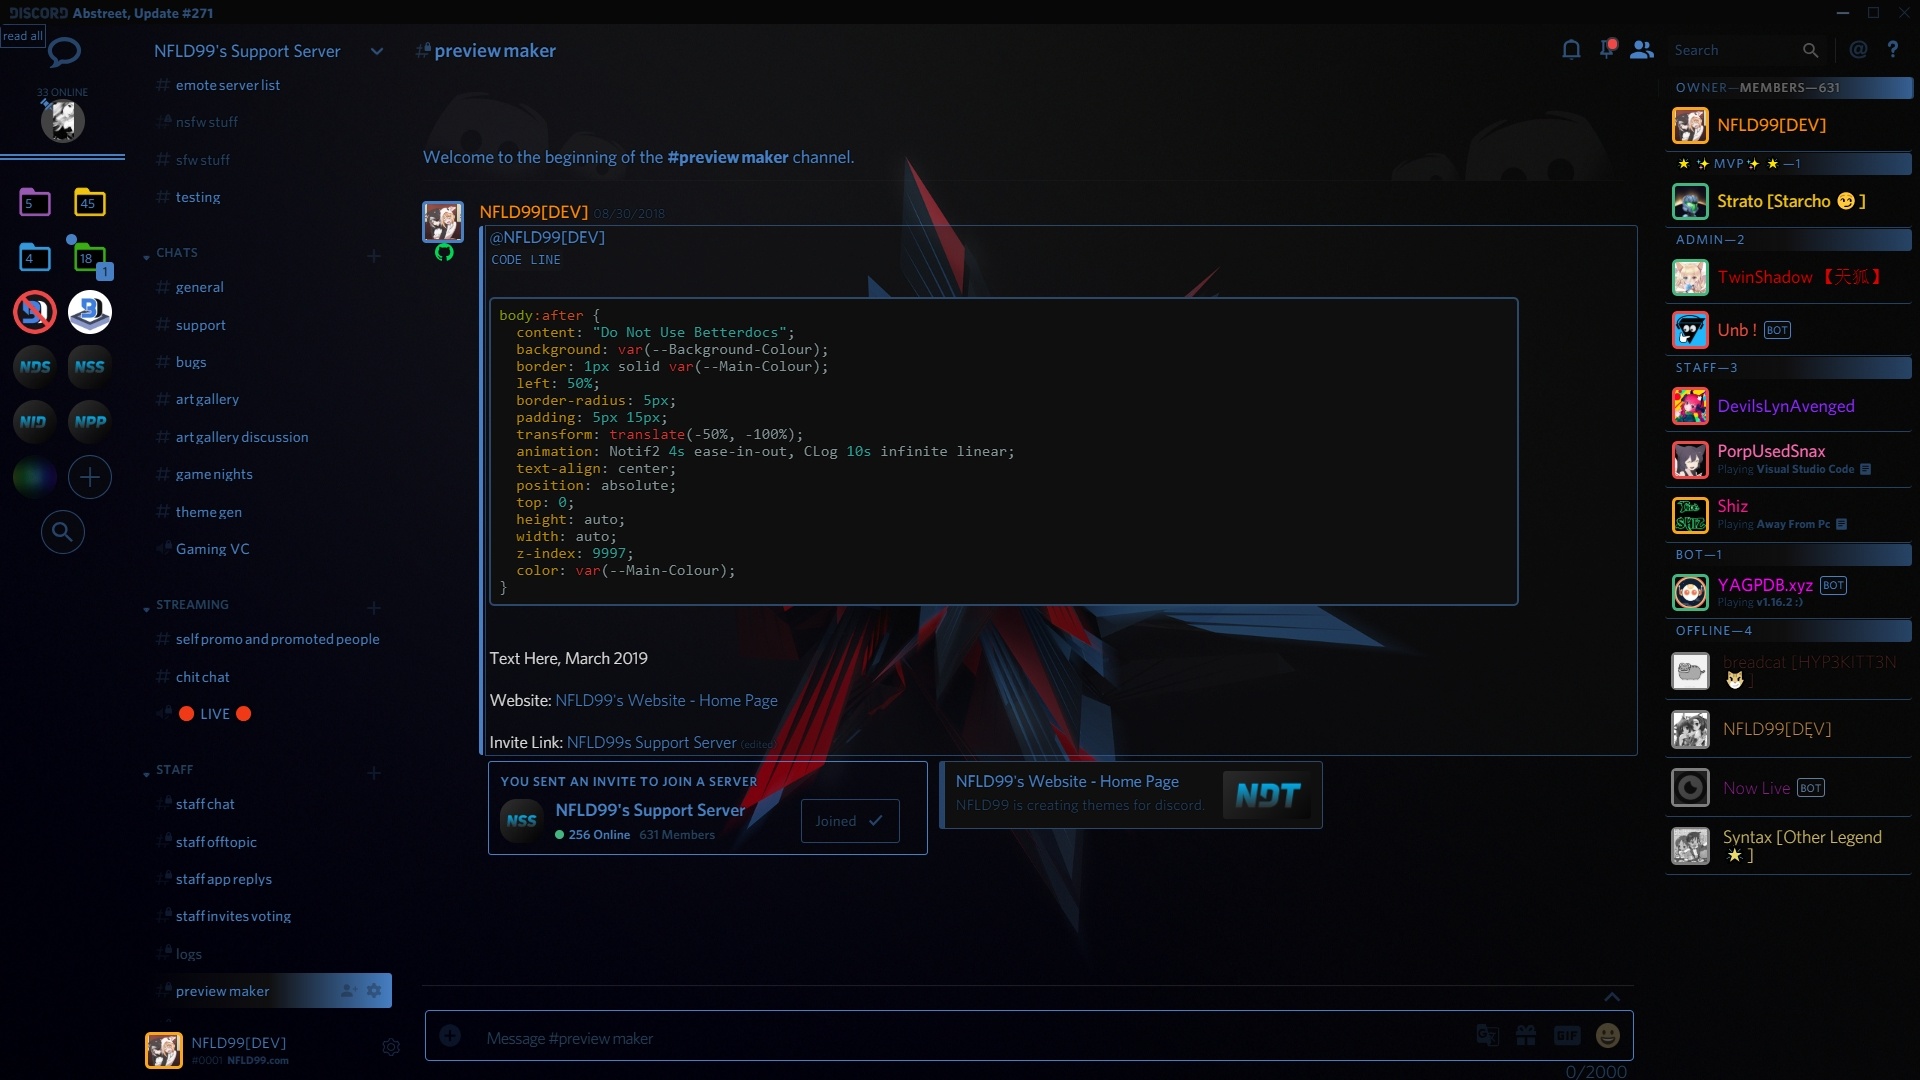 DISCORD Abstreet, Update #271
read all
33 ONLINE
5
45
4
18
1
NDS
NSS
NID
NPP
NFLD99's Support Server
emote server list
nsfw stuff
sfw stuff
testing
CHATS
general
support
bugs
art gallery
art gallery discussion
game nights
theme gen
Gaming VC
STREAMING
self promo and promoted people
chit chat
🔴 LIVE 🔴
STAFF
staff chat
staff offtopic
staff app replys
staff invites voting
logs
preview maker
NFLD99[DEV]
#0001 NFLD99.com
# preview maker
Search
Welcome to the beginning of the #preview maker channel.
NFLD99[DEV] 08/30/2018
@NFLD99[DEV]
CODE LINE
body:after {
content: "Do Not Use Betterdocs";
background: var(--Background-Colour);
border: 1px solid var(--Main-Colour);
left: 50%;
border-radius: 5px;
padding: 5px 15px;
transform: translate(-50%, -100%);
animation: Notif2 4s ease-in-out, CLog 10s infinite linear;
text-align: center;
position: absolute;
top: 0;
height: auto;
width: auto;
z-index: 9997;
color: var(--Main-Colour);
}
Text Here, March 2019
Website: NFLD99's Website - Home Page
Invite Link: NFLD99s Support Server (edited)
YOU SENT AN INVITE TO JOIN A SERVER
NSS
NFLD99's Support Server
256 Online 631 Members
Joined
NFLD99's Website - Home Page
NFLD99 is creating themes for discord.
NDT
Message #preview maker
GIF
0/2000
OWNER—MEMBERS—631
NFLD99[DEV]
MVP —1
Strato [Starcho 😏 ]
ADMIN—2
TwinShadow 【天狐】
Unb ! BOT
STAFF—3
DevilsLynAvenged
PorpUsedSnax
Playing Visual Studio Code
Shiz
Playing Away From Pc
The SHIZ
BOT—1
YAGPDB.xyz BOT
Playing v1.16.2 :)
OFFLINE—4
breadcat [HYP3KITT3N
🐱 ]
NFLD99[DẸV]
Now Live BOT
Syntax [Other Legend
🌟 ]